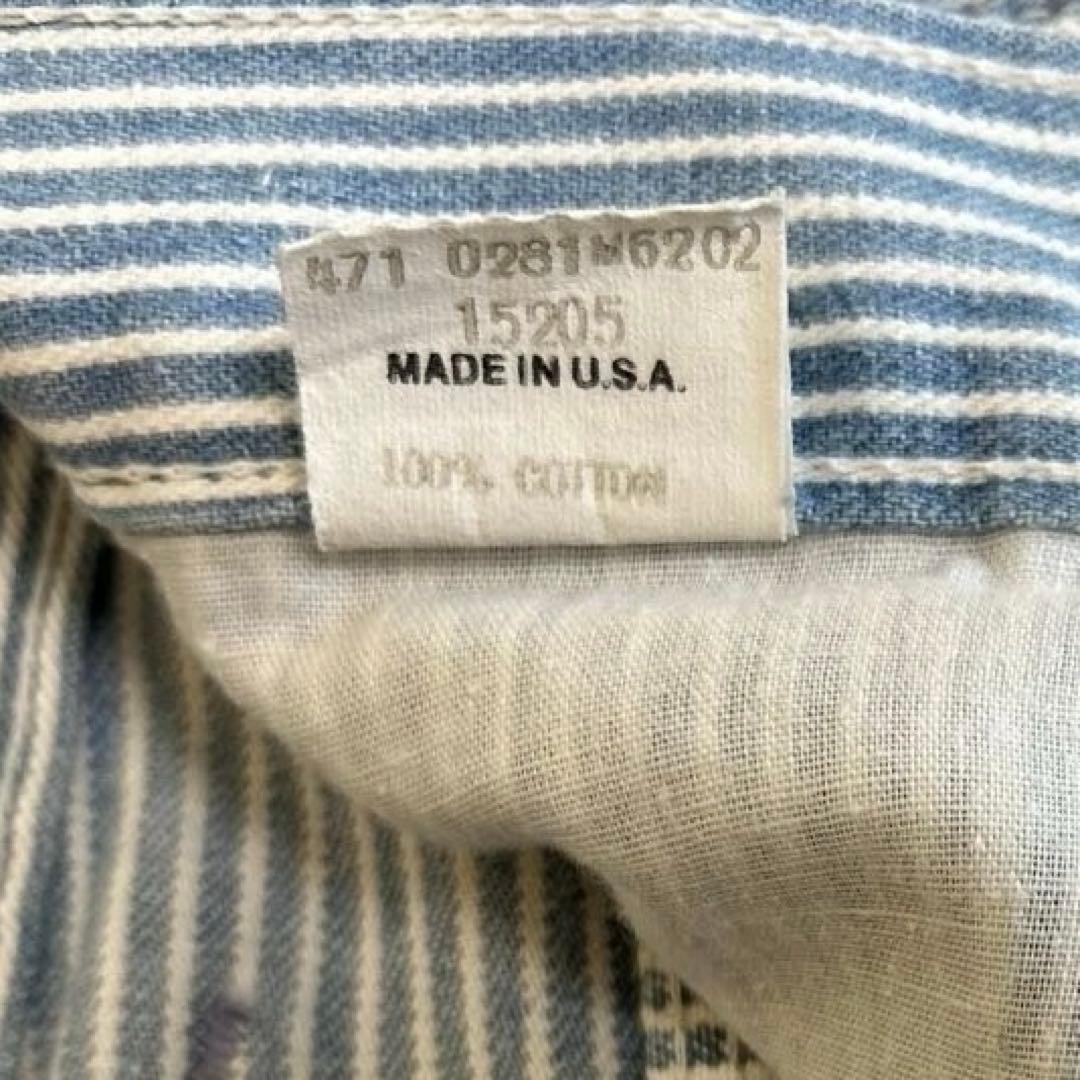 471 0281M6202
15205
MADE IN U.S.A.
100% COTTON